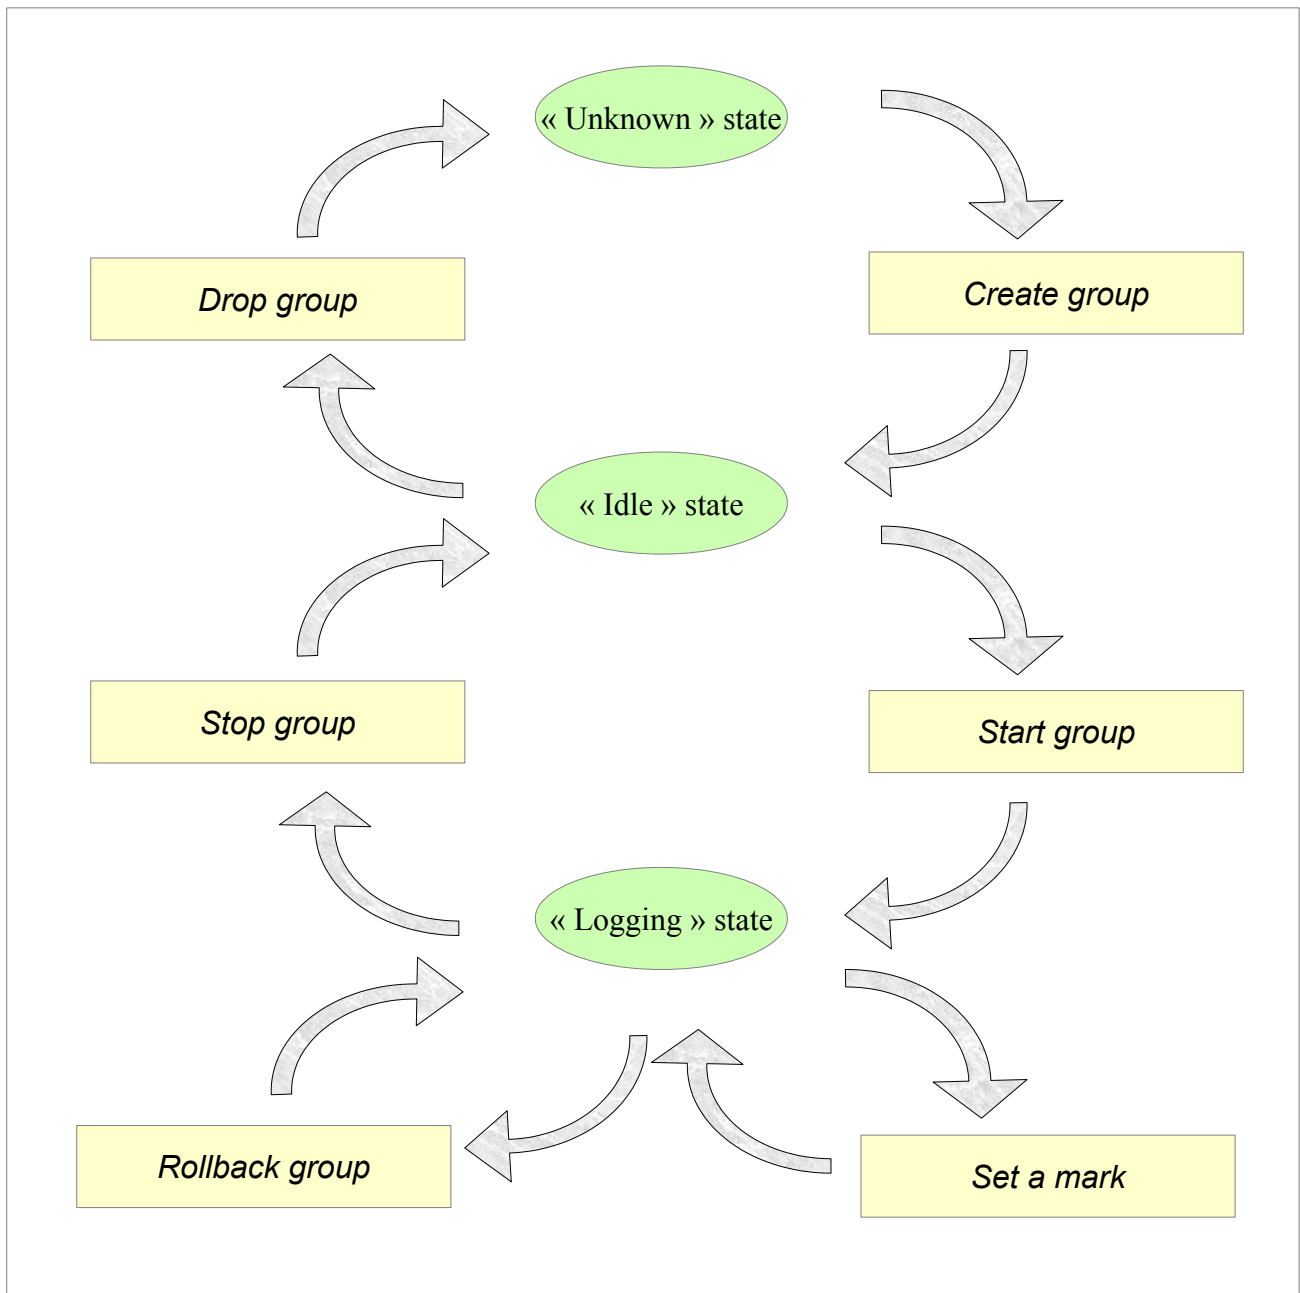 « Unknown » state
Drop group
Create group
« Idle » state
Stop group
Start group
« Logging » state
Rollback group
Set a mark